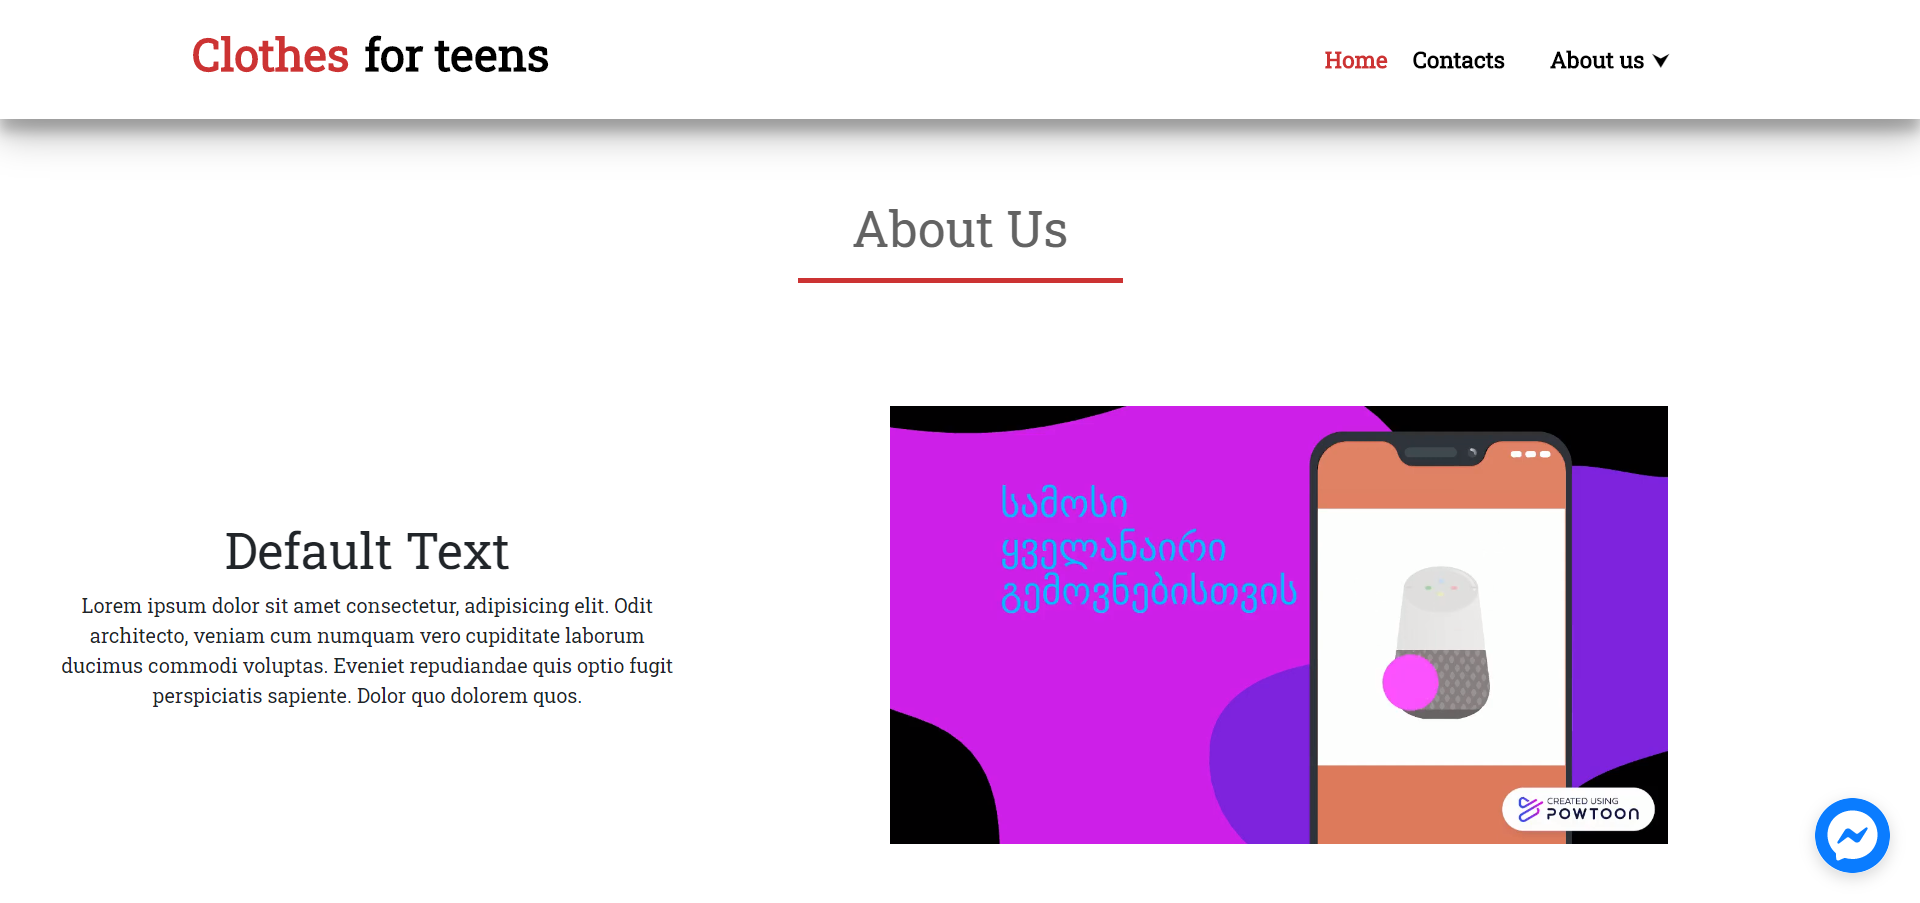 Clothes for teens
Home Contacts About us
About Us
Default Text
Lorem ipsum dolor sit amet consectetur, adipisicing elit. Odit
architecto, veniam cum numquam vero cupiditate laborum
ducimus commodi voluptas. Eveniet repudiandae quis optio fugit
perspiciatis sapiente. Dolor quo dolorem quos.
სამოსი
ყველანაირი
გემოვნებისთვის
CREATED USING
POWTOON